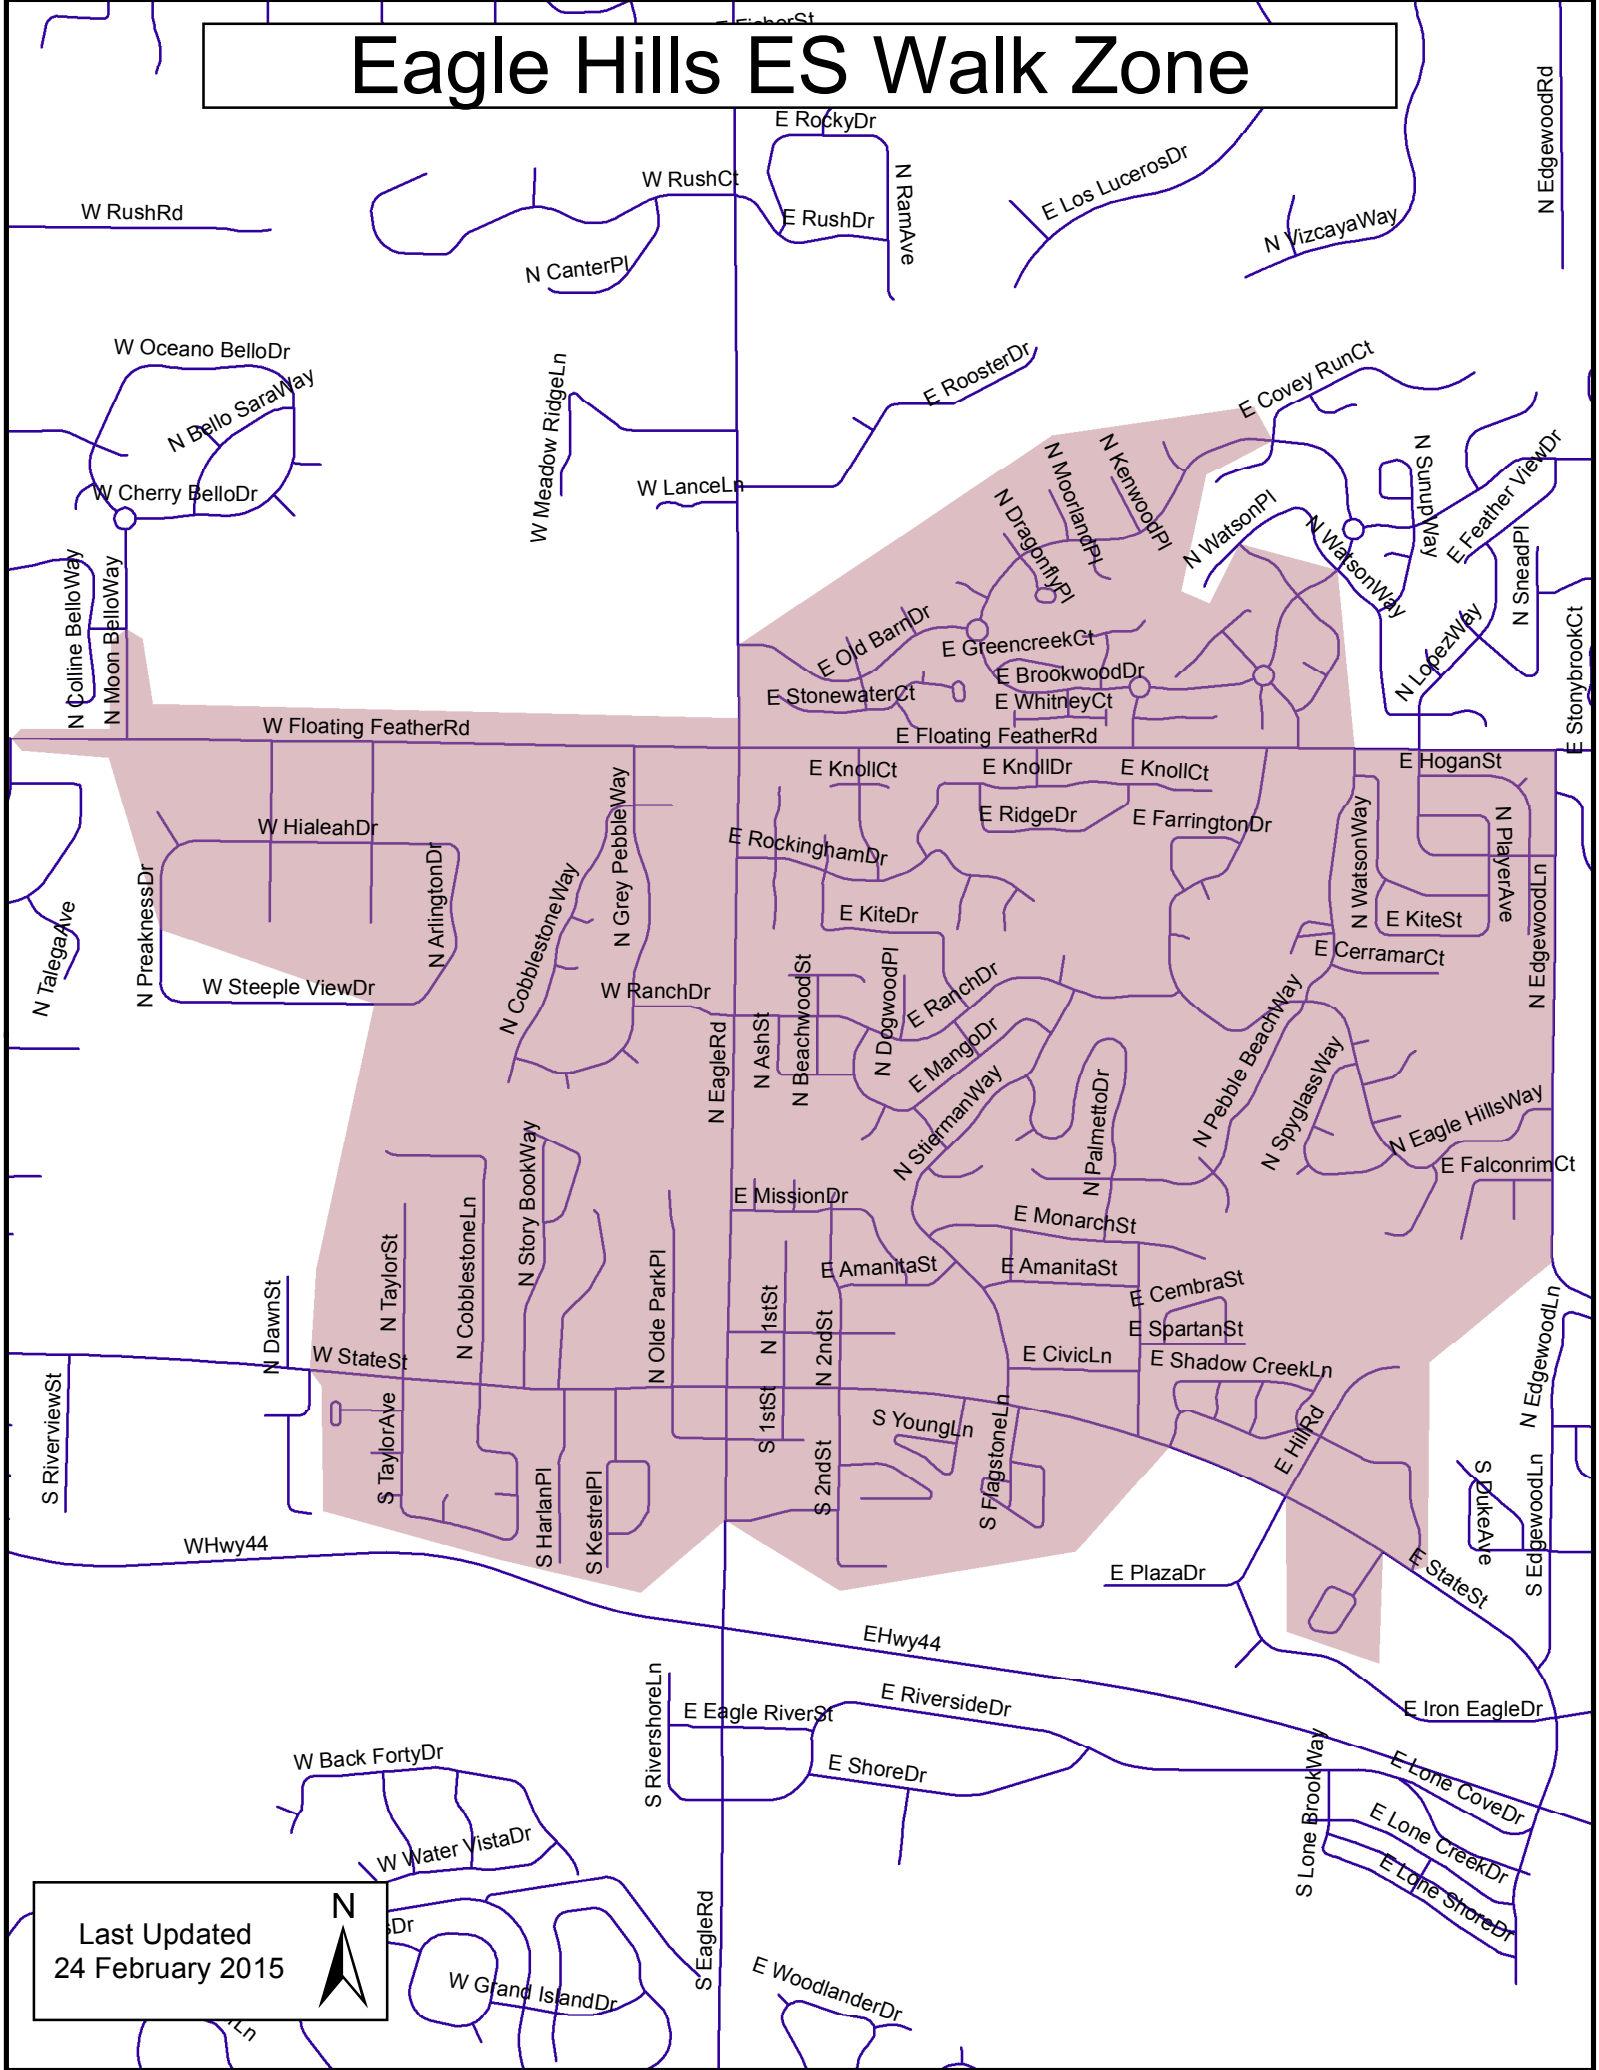 E FisherSt
Eagle Hills ES Walk Zone
E RockyDr
N EdgewoodRd
W RushCt
E Los LucerosDr
N RamAve
W RushRd
E RushDr
N VizcayaWay
N CanterPl
W Oceano BelloDr
E RoosterDr
E Covey RunCt
N Bello SaraWay
W Meadow RidgeLn
N KenwoodPl
N MoorlandPl
N SunupWay
E Feather ViewDr
W Cherry BelloDr
W LanceLn
N DragonflyPl
N WatsonPl
N WatsonWay
N SneadPl
N Colline BelloWay
N Moon BelloWay
E Old BarnDr
E GreencreekCt
N LopezWay
E StonybrookCt
E BrookwoodDr
E StonewaterCt
E WhitneyCt
W Floating FeatherRd
E Floating FeatherRd
E KnollCt
E KnollDr
E KnollCt
E HoganSt
N Grey PebbleWay
E RidgeDr
E FarringtonDr
W HialeahDr
E RockinghamDr
N WatsonWay
N PlayerAve
N ArlingtonDr
N PreaknessDr
N CobblestoneWay
E KiteDr
E KiteSt
N EdgewoodLn
N TalegaAve
E CerramarCt
W Steeple ViewDr
W RanchDr
N BeachwoodSt
N DogwoodPl
E RanchDr
N AshSt
N EagleRd
E MangoDr
N StiermanWay
N PalmettoDr
N Pebble BeachWay
N SpyglassWay
N Eagle HillsWay
E FalconrimCt
N Story BookWay
E MissionDr
E MonarchSt
N TaylorSt
N CobblestoneLn
N Olde ParkPl
E AmanitaSt
E AmanitaSt
E CembraSt
N DawnSt
N 1stSt
N 2ndSt
E SpartanSt
W StateSt
E CivicLn
E Shadow CreekLn
N EdgewoodLn
S RiverviewSt
S TaylorAve
S 1stSt
S YoungLn
S FlagstoneLn
E HillRd
S HarlanPl
S KestrelPl
S 2ndSt
S DukeAve
S EdgewoodLn
WHwy44
E PlazaDr
E StateSt
EHwy44
S RivershoreLn
E Eagle RiverSt
E RiversideDr
E Iron EagleDr
W Back FortyDr
E ShoreDr
S Lone BrookWay
E Lone CoveDr
E Lone CreekDr
W Water VistaDr
E Lone ShoreDr
S EagleRd
W Grand IslandDr
E WoodlanderDr
N
Last Updated
24 February 2015